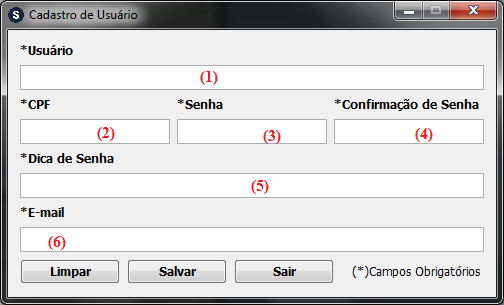 S Cadastro de Usuário
*Usuário
(1)
*CPF *Senha *Confirmação de Senha
(2) (3) (4)
*Dica de Senha
(5)
*E-mail
(6)
Limpar Salvar Sair (*)Campos Obrigatórios